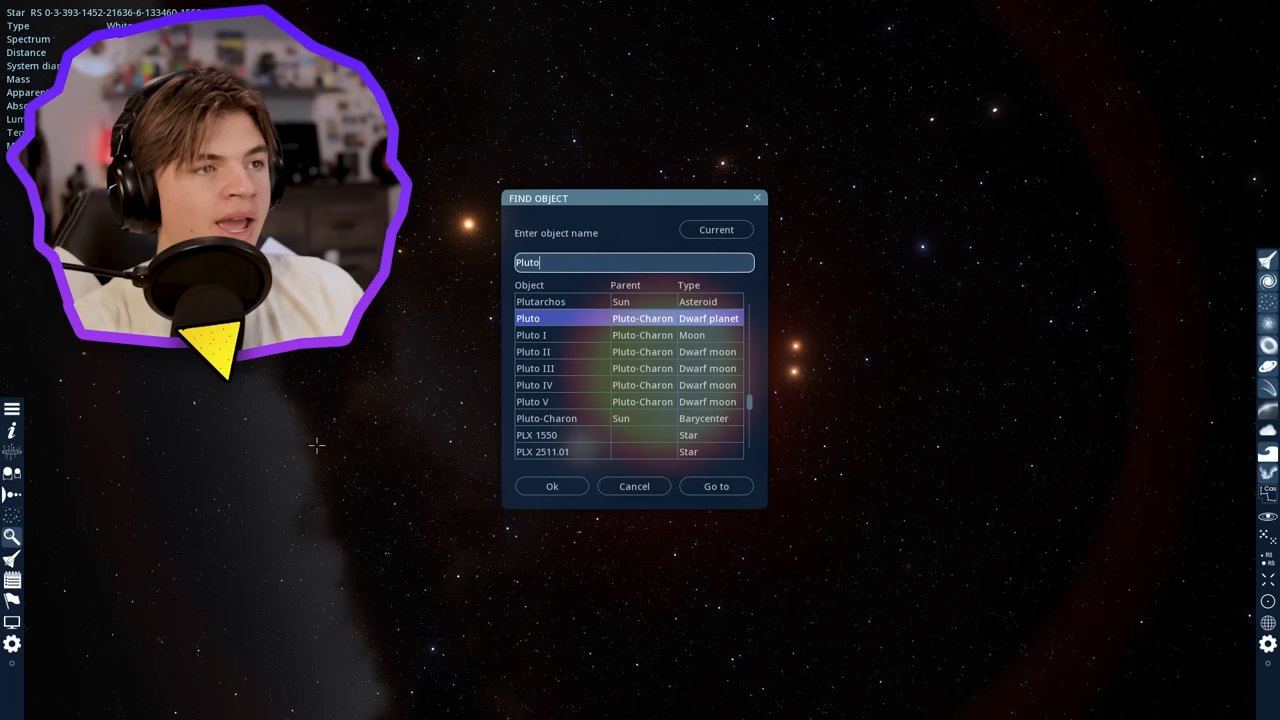 Star RS 0-3-393-1452-21636-6-133460-
Type
Spectrum
Distance
System
Mass
FIND OBJECT
Enter object name
Current
Pluto
Object Parent Type
Plutarchos Sun Asteroid
Pluto Pluto-Charon Dwarf planet
Pluto I Pluto-Charon Moon
Pluto II Pluto-Charon Dwarf moon
Pluto III Pluto-Charon Dwarf moon
Pluto IV Pluto-Charon Dwarf moon
Pluto V Pluto-Charon Dwarf moon
Pluto-Charon Sun Barycenter
PLX 1550 Star
PLX 2511.01 Star
Ok Cancel Go to
RS
RS